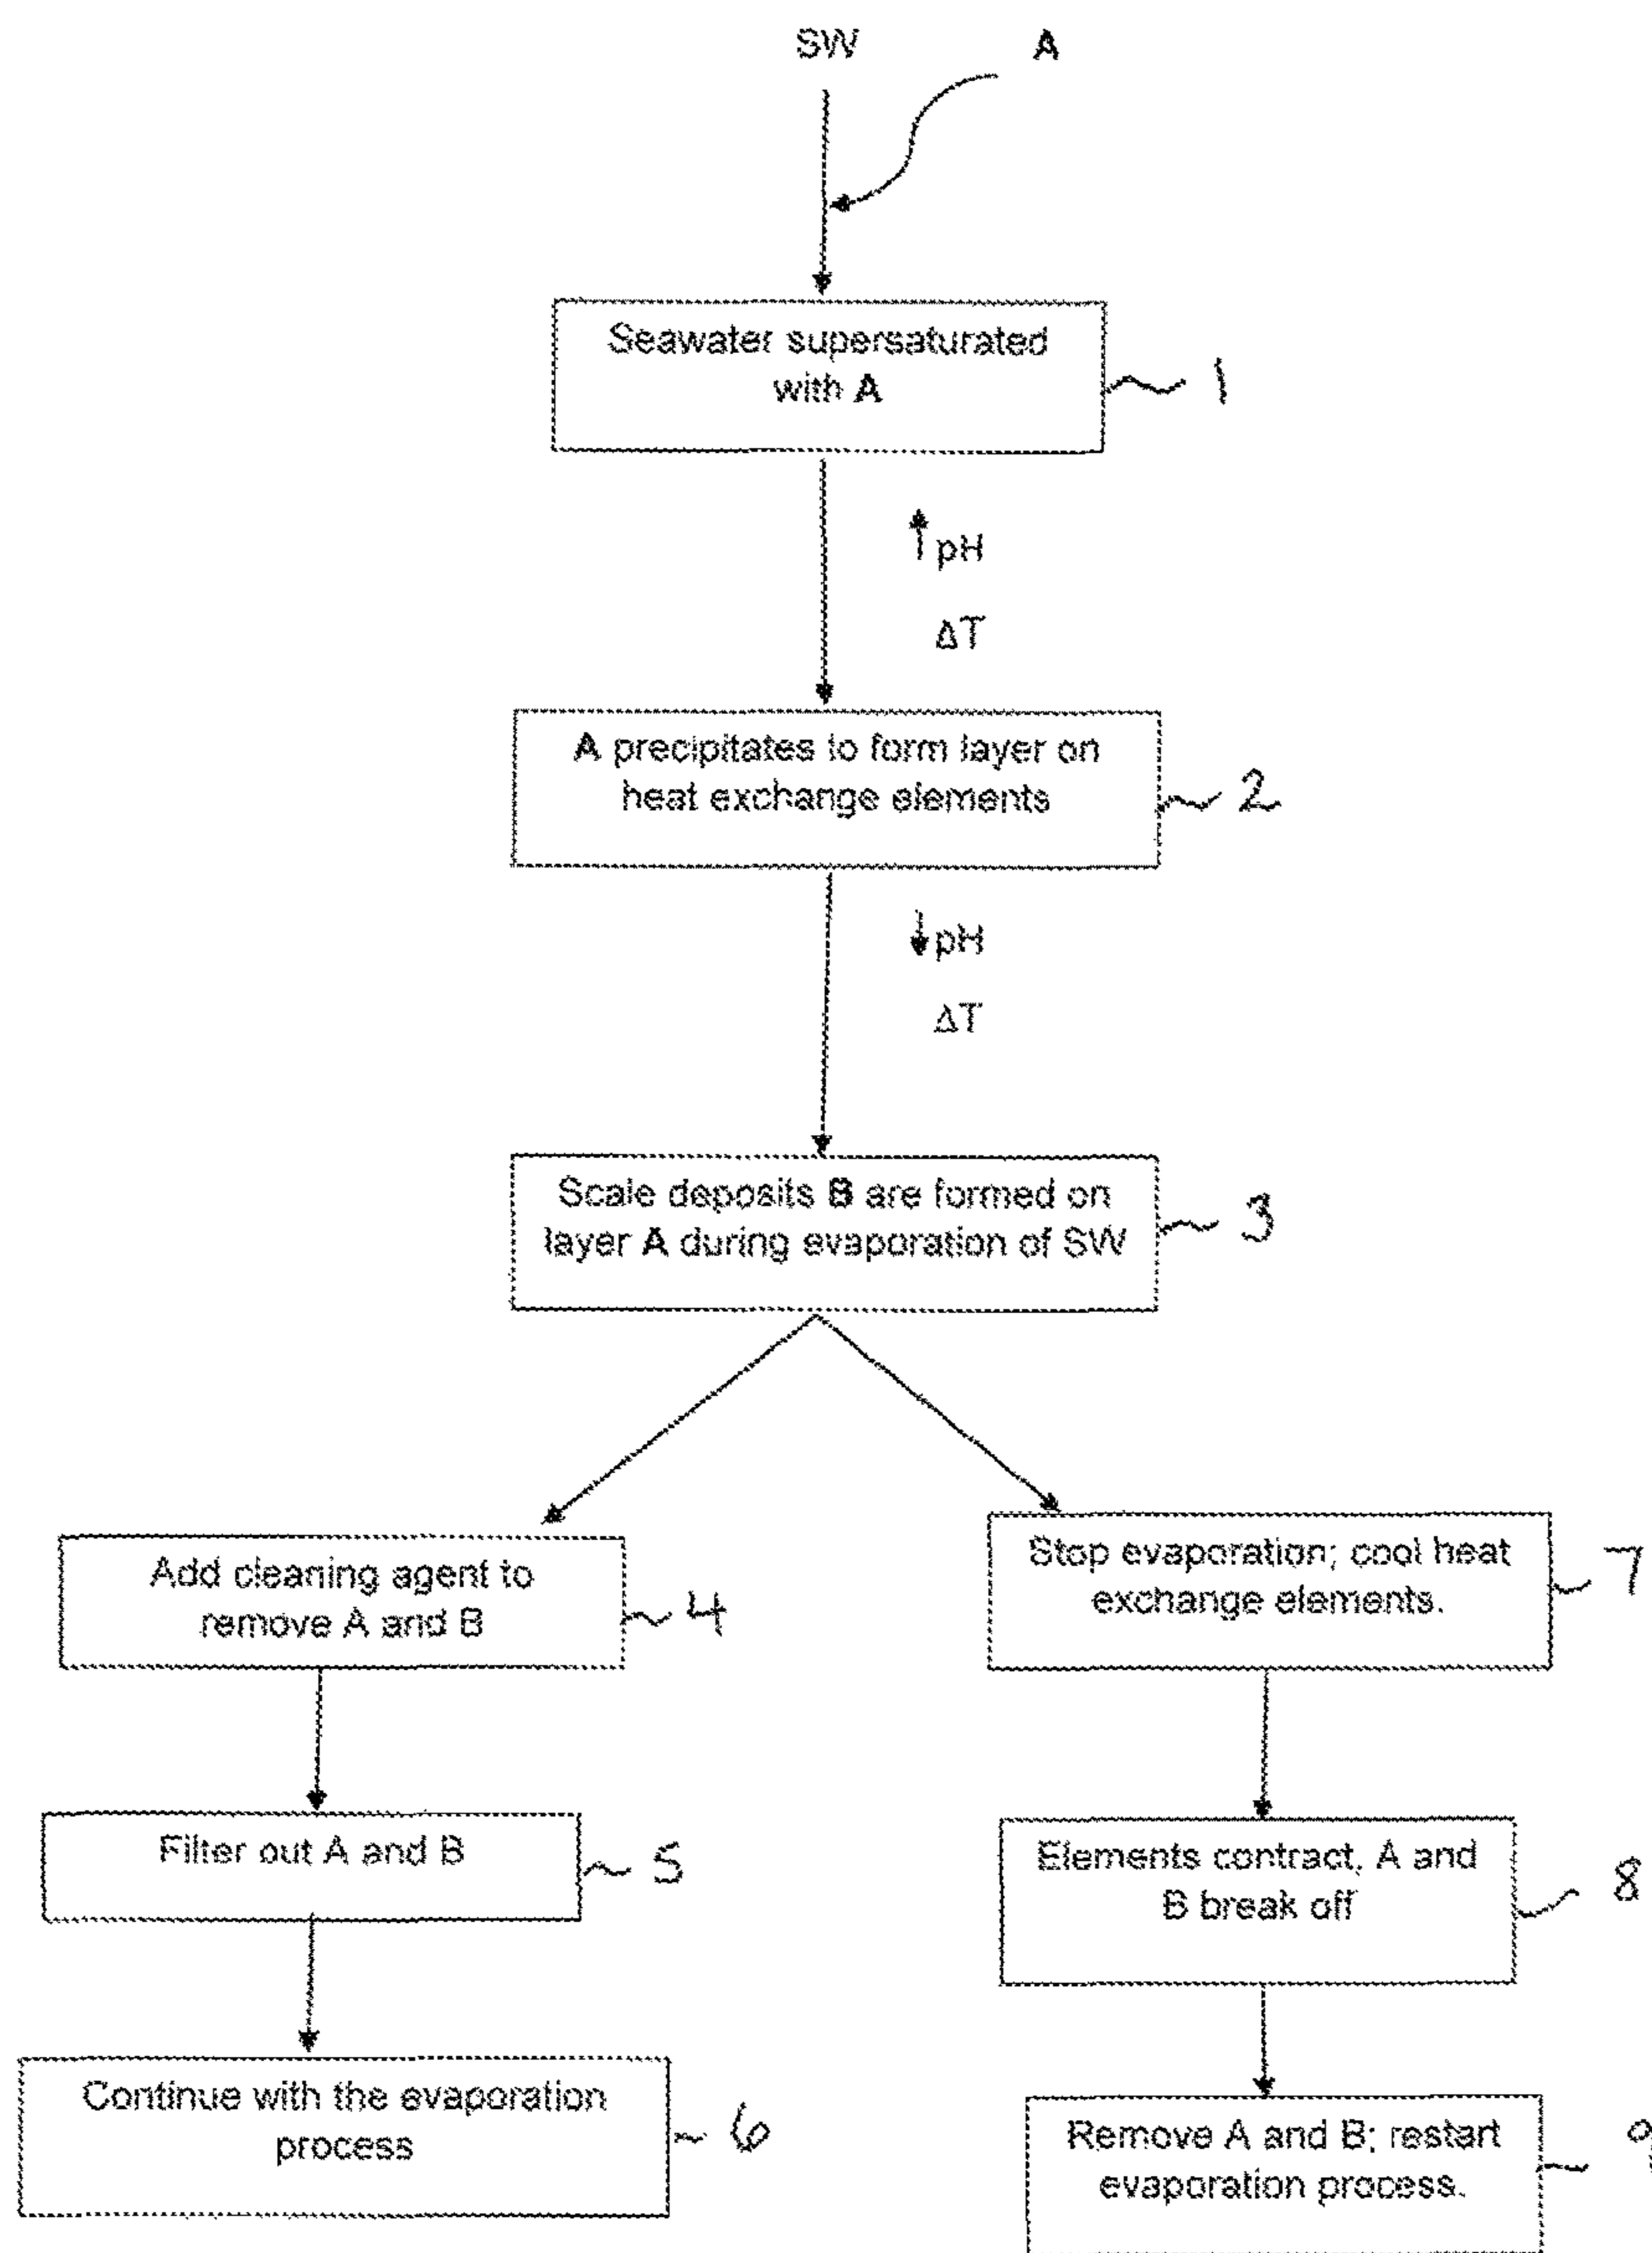 SW
A
Seawater supersaturated
with A
1
↑pH
ΔT
A precipitates to form layer on
heat exchange elements
2
↓pH
ΔT
Scale deposits B are formed on
layer A during evaporation of SW
3
Add cleaning agent to
remove A and B
4
Stop evaporation; cool heat
exchange elements.
7
Filter out A and B
5
Elements contract, A and
B break off
8
Continue with the evaporation
process
6
Remove A and B; restart
evaporation process.
9